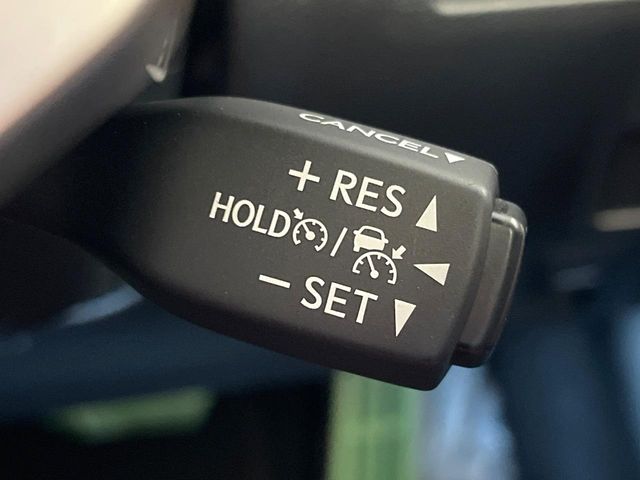 CANCEL
+ RES
HOLD /
- SET